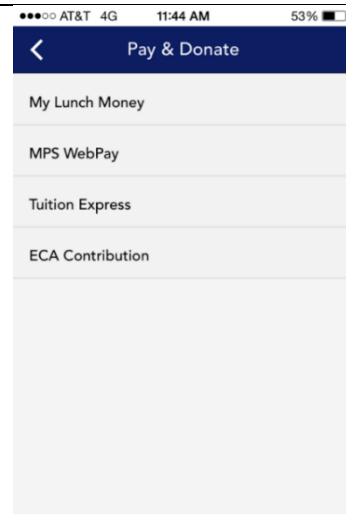 AT&T 4G 11:44 AM 53%
Pay & Donate
My Lunch Money
MPS WebPay
Tuition Express
ECA Contribution